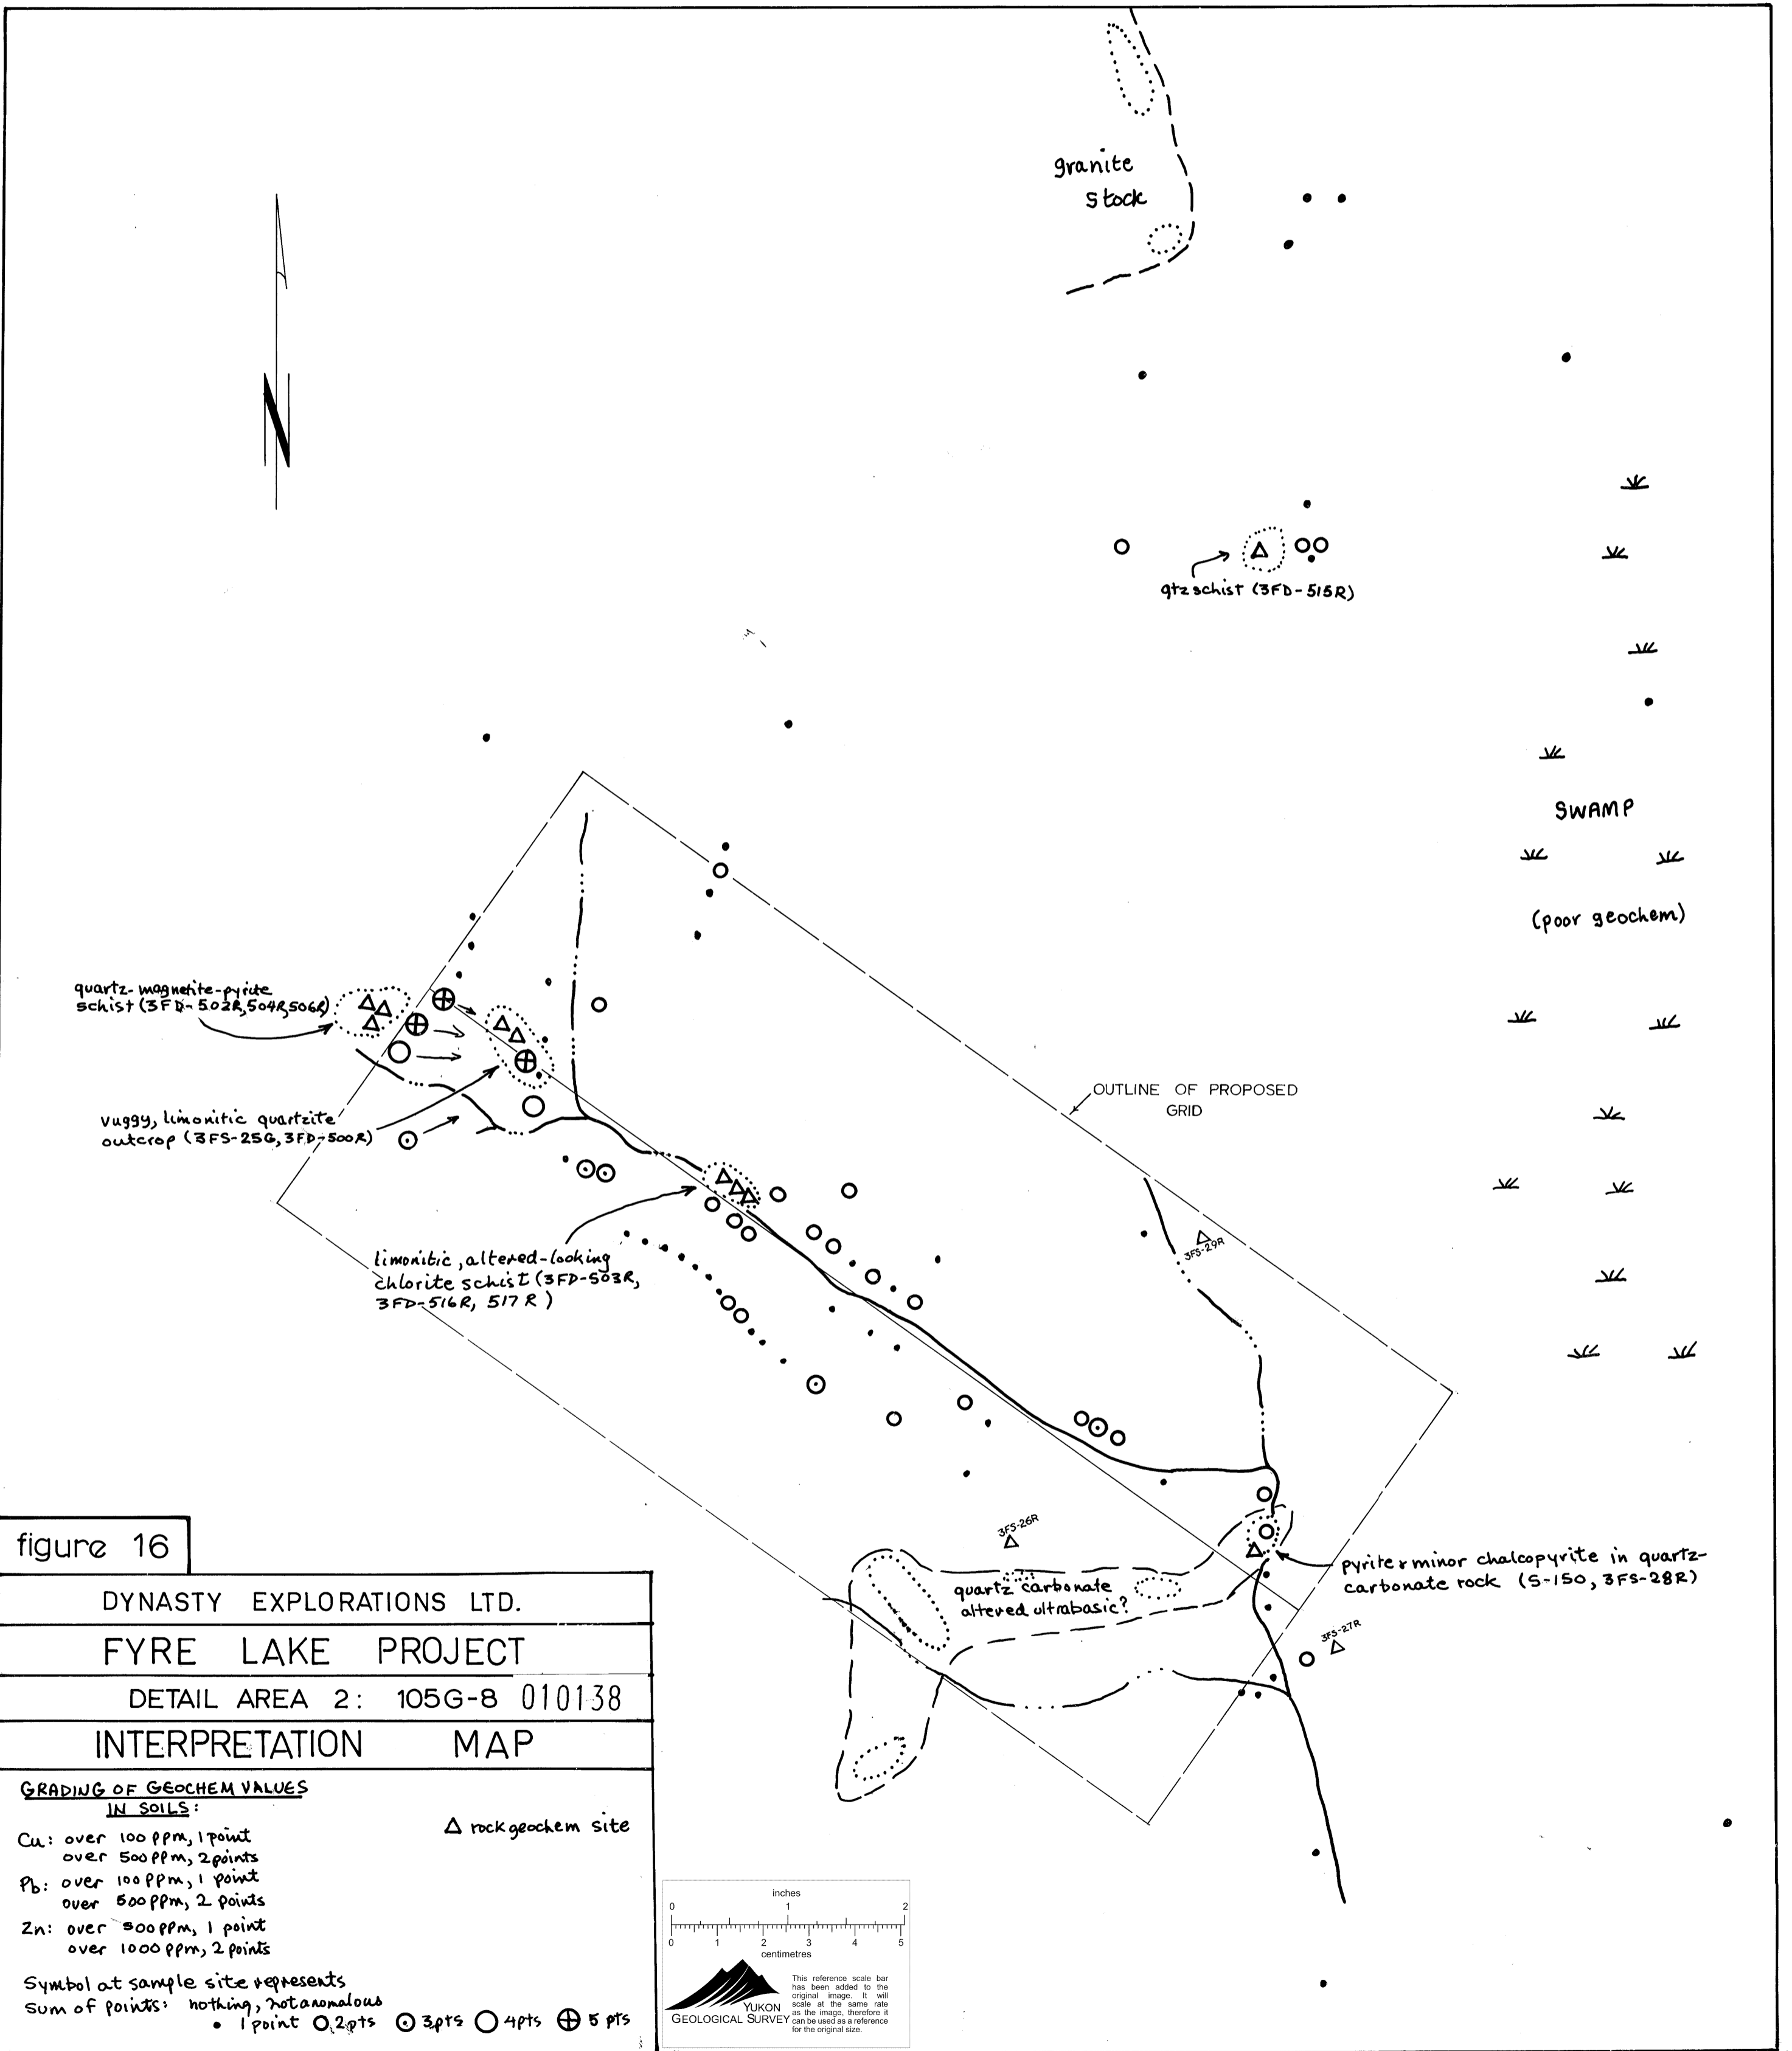 granite
stock
N
qtz schist (3FD-515R)
SWAMP
(poor geochem)
quartz-magnetite-pyrite
schist (3FD-502R,504R,506R)
OUTLINE OF PROPOSED
GRID
vuggy, limonitic quartzite
outcrop (3FS-25G, 3FD-500R)
3FS-29R
limonitic, altered-looking
chlorite schist (3FD-503R,
3FD-516R, 517R)
3FS-26R
pyrite & minor chalcopyrite in quartz-
carbonate rock (S-150, 3FS-28R)
quartz carbonate
altered ultrabasic?
3FS-27R
figure 16
DYNASTY EXPLORATIONS LTD.
FYRE LAKE PROJECT
DETAIL AREA 2: 105G-8 010138
INTERPRETATION MAP
GRADING OF GEOCHEM VALUES
IN SOILS:
Cu: over 100 ppm, 1 point
over 500 ppm, 2 points
Pb: over 100 ppm, 1 point
over 500 ppm, 2 points
Zn: over 500 ppm, 1 point
over 1000 ppm, 2 points
Symbol at sample site represents
sum of points: nothing, not anomalous
1 point 2 pts 3 pts 4 pts 5 pts
rock geochem site
inches
0 1 2
0 1 2 3 4 5
centimetres
YUKON
GEOLOGICAL SURVEY
This reference scale bar
has been added to the
original image. It will
scale at the same rate
as the image, therefore it
can be used as a reference
for the original size.